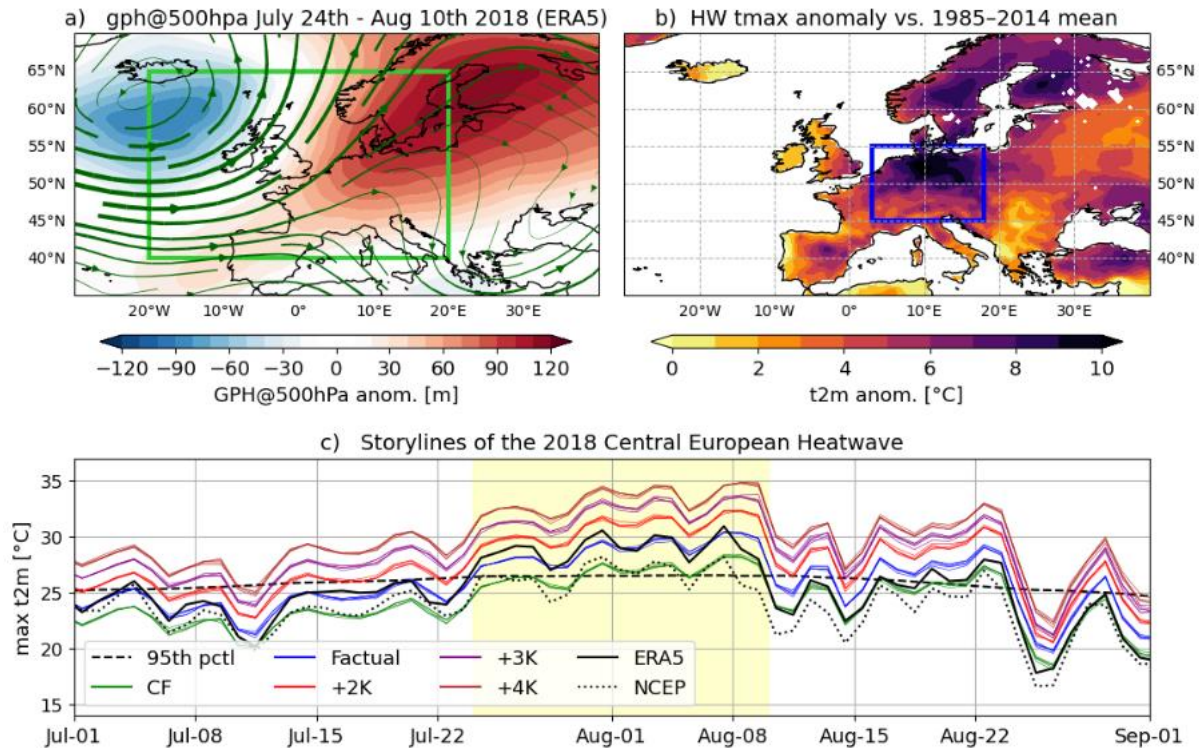 a) gph@500hpa July 24th - Aug 10th 2018 (ERA5)
65°N
60°N
55°N
50°N
45°N
40°N
20°W 10°W 0° 10°E 20°E 30°E
−120 −90 −60 −30 0 30 60 90 120
GPH@500hPa anom. [m]
b) HW tmax anomaly vs. 1985–2014 mean
65°N
60°N
55°N
50°N
45°N
40°N
20°W 10°W 0° 10°E 20°E 30°E
0 2 4 6 8 10
t2m anom. [°C]
c) Storylines of the 2018 Central European Heatwave
max t2m [°C]
35
30
25
20
15
95th pctl Factual +3K ERA5
CF +2K +4K NCEP
Jul-01 Jul-08 Jul-15 Jul-22 Aug-01 Aug-08 Aug-15 Aug-22 Sep-01